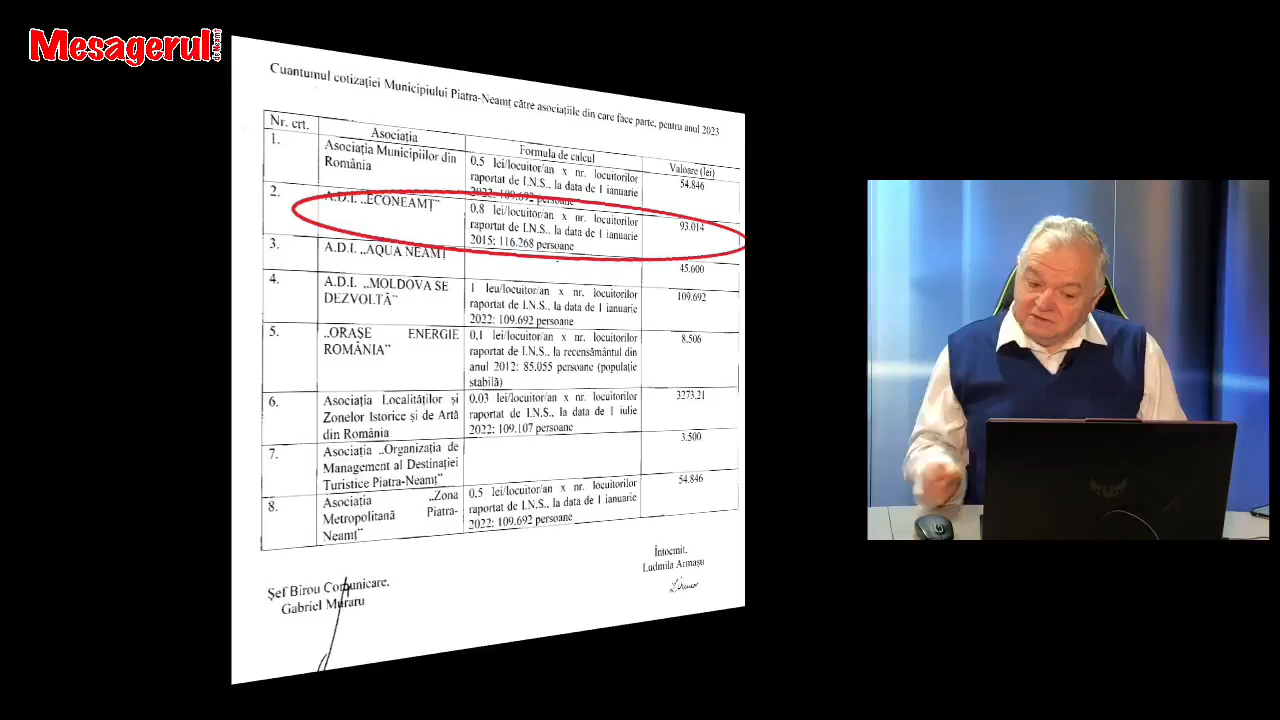 Mesagerul
de Neamț
Cuantumul cotizației Municipiului Piatra-Neamț către asociațiile din care face parte, pentru anul 2023
Nr. crt.
Asociația
Formula de calcul
Valoare (lei)
1.
Asociația Municipiilor din
România
0,5 lei/locuitor/an x nr. locuitorilor
raportat de I.N.S., la data de 1 ianuarie
2022: 109.692 persoane
54.846
2.
A.D.I. „ECONEAMȚ”
0,8 lei/locuitor/an x nr. locuitorilor
raportat de I.N.S., la data de 1 ianuarie
2015: 116.268 persoane
93.014
3.
A.D.I. „AQUA NEAMȚ
45.600
4.
A.D.I. „MOLDOVA SE
DEZVOLTĂ”
1 leu/locuitor/an x nr. locuitorilor
raportat de I.N.S., la data de 1 ianuarie
2022: 109.692 persoane
109.692
5.
„ORAȘE ENERGIE
ROMÂNIA”
0,1 lei/locuitor/an x nr. locuitorilor
raportat de I.N.S., la recensământul din
anul 2012: 85.055 persoane (populație
stabilă)
8.506
6.
Asociația Localităților și
Zonelor Istorice și de Artă
din România
0,03 lei/locuitor/an x nr. locuitorilor
raportat de I.N.S., la data de 1 iulie
2022: 109.107 persoane
3273,21
7.
Asociația „Organizația de
Management al Destinației
Turistice Piatra-Neamț”
3.500
8.
Asociația „Zona
Metropolitană Piatra-
Neamț”
0,5 lei/locuitor/an x nr. locuitorilor
raportat de I.N.S., la data de 1 ianuarie
2022: 109.692 persoane
54.846
Șef Birou Comunicare,
Gabriel Muraru
Întocmit,
Ludmila Armașu